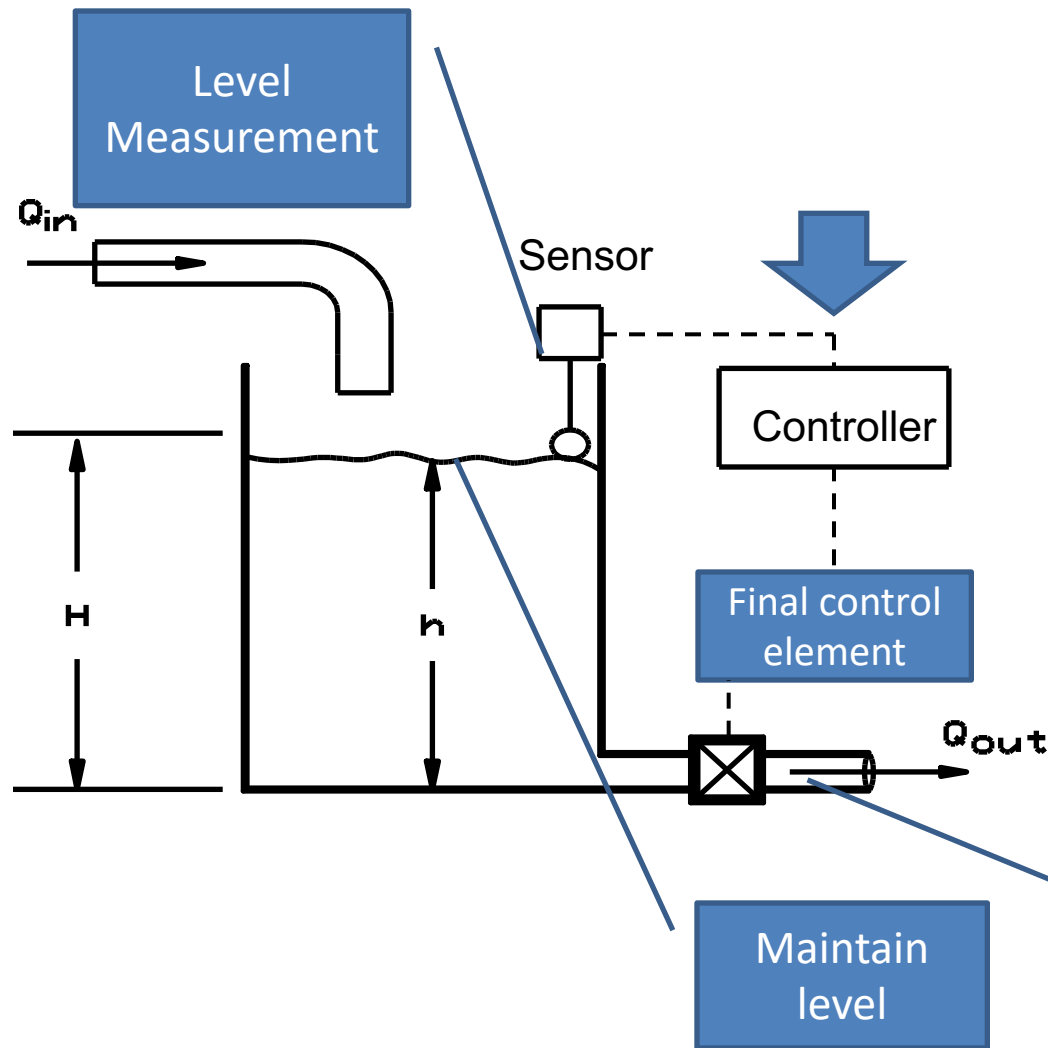 Level
Measurement
Qin
Sensor
Controller
H
h
Final control
element
Qout
Maintain
level